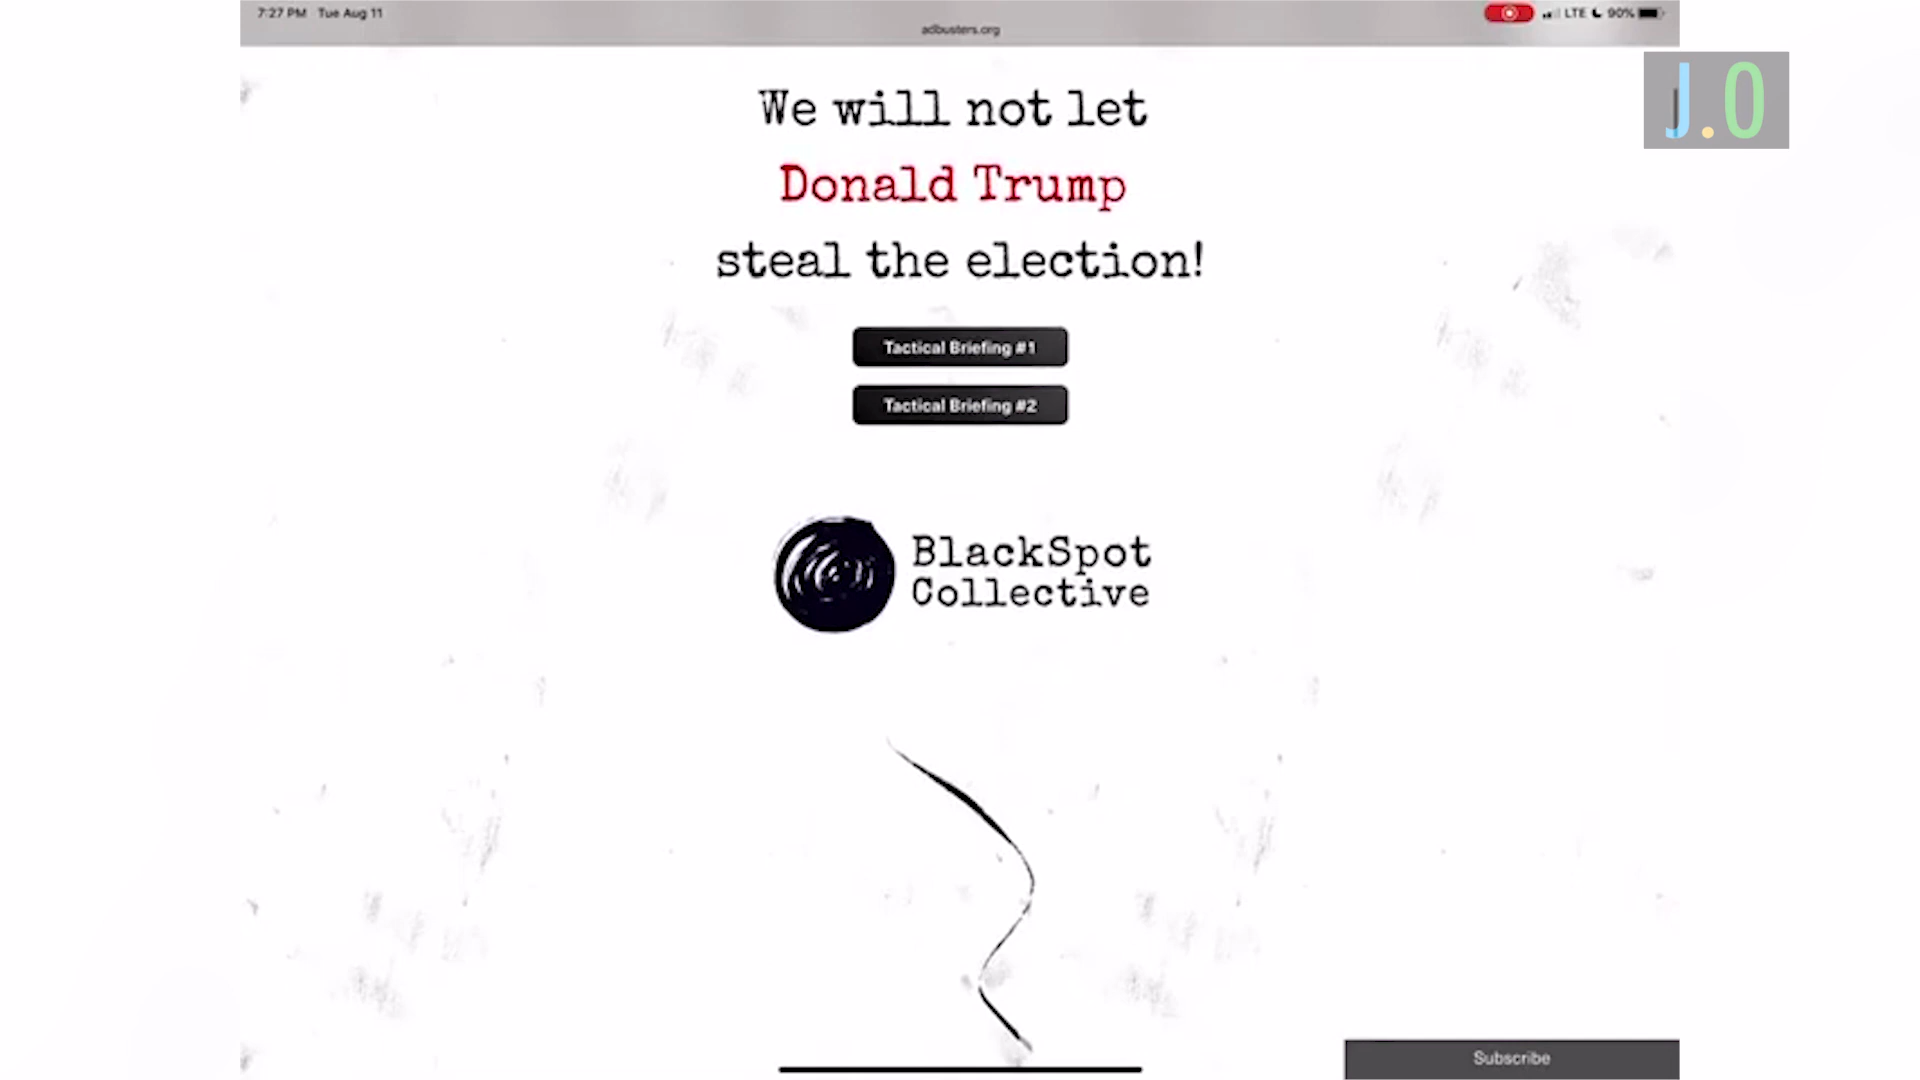 7:27 PM Tue Aug 11
LTE 90%
adbusters.org
J.O
We will not let
Donald Trump
steal the election!
Tactical Briefing #1
Tactical Briefing #2
BlackSpot
Collective
Subscribe